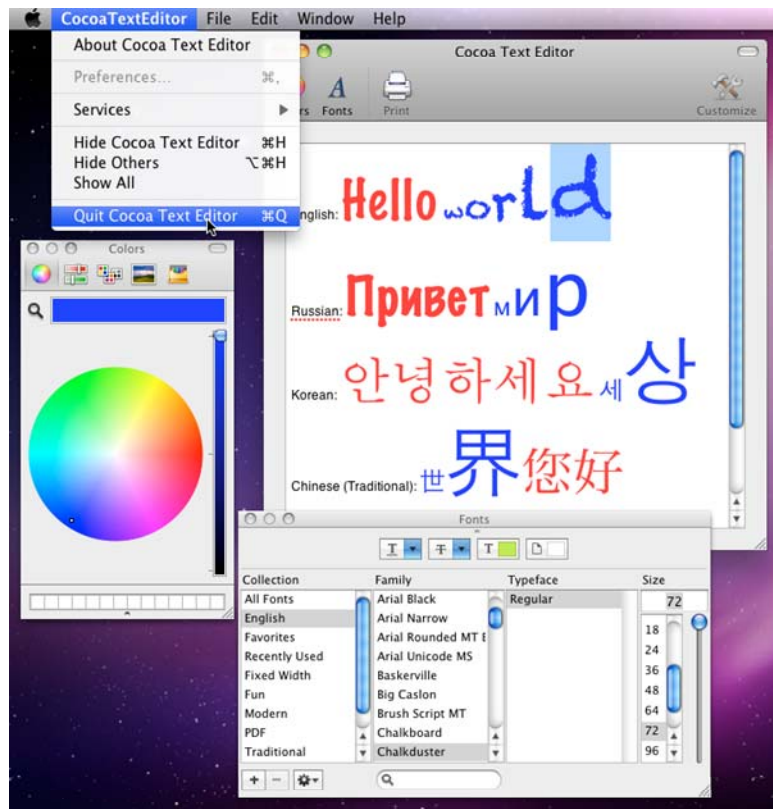 CocoaTextEditor File Edit Window Help
About Cocoa Text Editor
Preferences... ⌘,
Services
Hide Cocoa Text Editor ⌘H
Hide Others ⌥⌘H
Show All
Quit Cocoa Text Editor ⌘Q
Cocoa Text Editor
Fonts
Print
Customize
English: Hello world
Russian: Привет мир
Korean: 안녕하세요 세상
Chinese (Traditional): 世界您好
Colors
Fonts
T T T
Collection Family Typeface Size
All Fonts Arial Black Regular 72
English Arial Narrow 18
Favorites Arial Rounded MT 24
Recently Used Arial Unicode MS 36
Fixed Width Baskerville 48
Fun Big Caslon 64
Modern Brush Script MT 72
PDF Chalkboard 96
Traditional Chalkduster